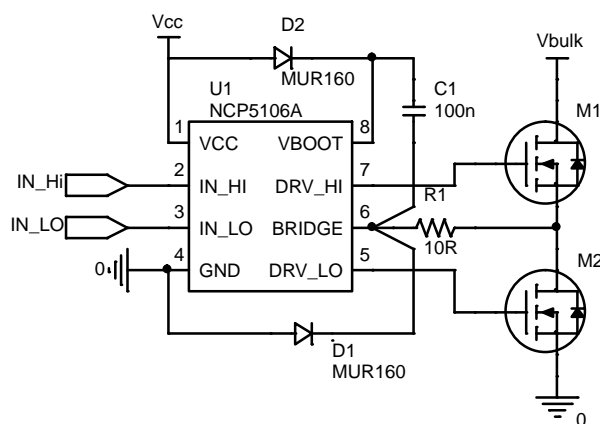 Vcc
D2
MUR160
Vbulk
U1
NCP5106A
C1
100n
M1
1
VCC
VBOOT
8
IN_Hi
2
IN_HI
DRV_HI
7
R1
IN_LO
3
IN_LO
BRIDGE
6
10R
4
GND
DRV_LO
5
M2
0
D1
MUR160
0